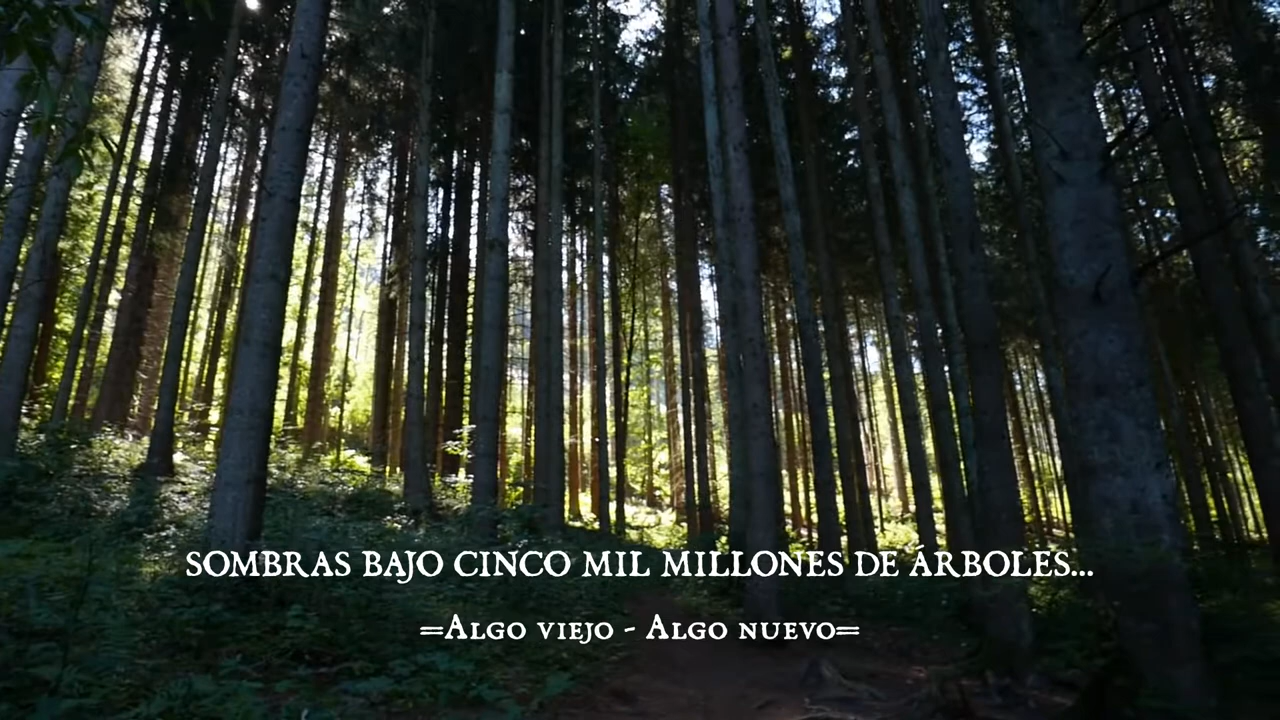 SOMBRAS BAJO CINCO MIL MILLONES DE ÁRBOLES...
=ALGO VIEJO - ALGO NUEVO=